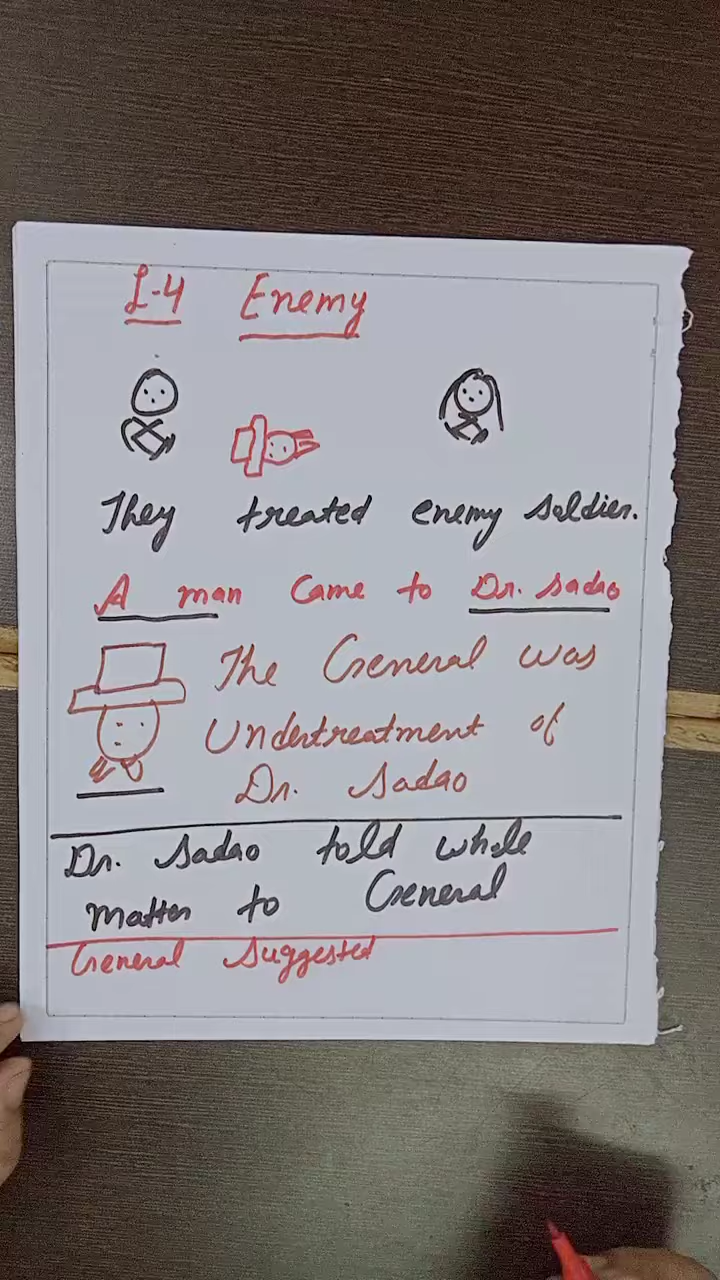 L-4 Enemy
They treated enemy soldier.
A man came to Dr. Sadao
The General was
Undertreatment of
Dr. Sadao
Dr. Sadao told whole
matter to General
General Suggested